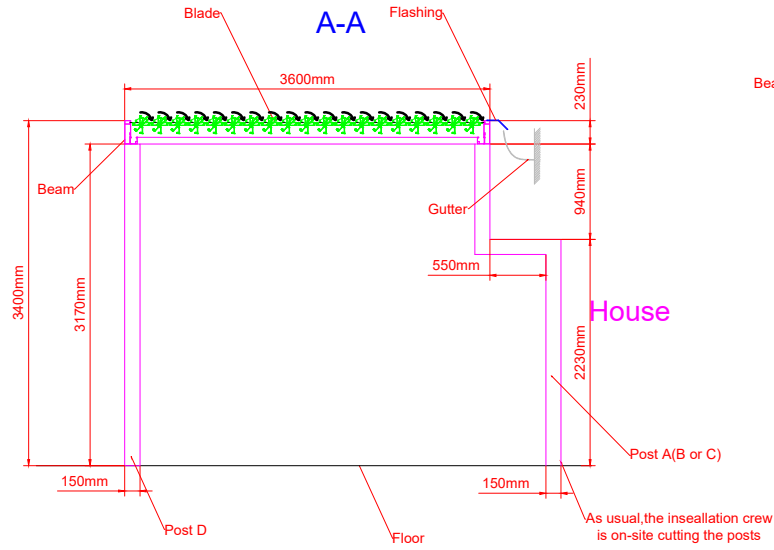 A-A
Blade
Flashing
3600mm
230mm
Bea
Beam
Gutter
940mm
550mm
3400mm
3170mm
House
2230mm
Post A(B or C)
150mm
150mm
Post D
Floor
As usual,the inseallation crew
is on-site cutting the posts